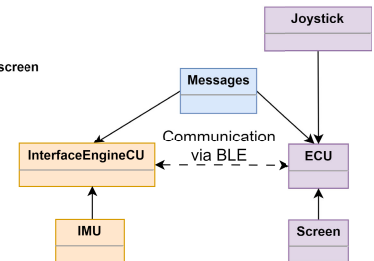 Joystick
screen
Messages
Communication
via BLE
InterfaceEngineCU
ECU
IMU
Screen